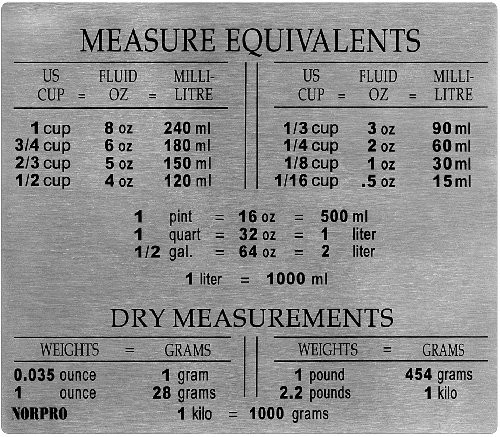 MEASURE EQUIVALENTS
US FLUID MILLI-
CUP = OZ = LITRE
1 cup 8 oz 240 ml
3/4 cup 6 oz 180 ml
2/3 cup 5 oz 150 ml
1/2 cup 4 oz 120 ml
US FLUID MILLI-
CUP = OZ = LITRE
1/3 cup 3 oz 90 ml
1/4 cup 2 oz 60 ml
1/8 cup 1 oz 30 ml
1/16 cup .5 oz 15 ml
1 pint = 16 oz = 500 ml
1 quart = 32 oz = 1 liter
1/2 gal. = 64 oz = 2 liter
1 liter = 1000 ml
DRY MEASUREMENTS
WEIGHTS = GRAMS
0.035 ounce 1 gram
1 ounce 28 grams
WEIGHTS = GRAMS
1 pound 454 grams
2.2 pounds 1 kilo
NORPRO 1 kilo = 1000 grams